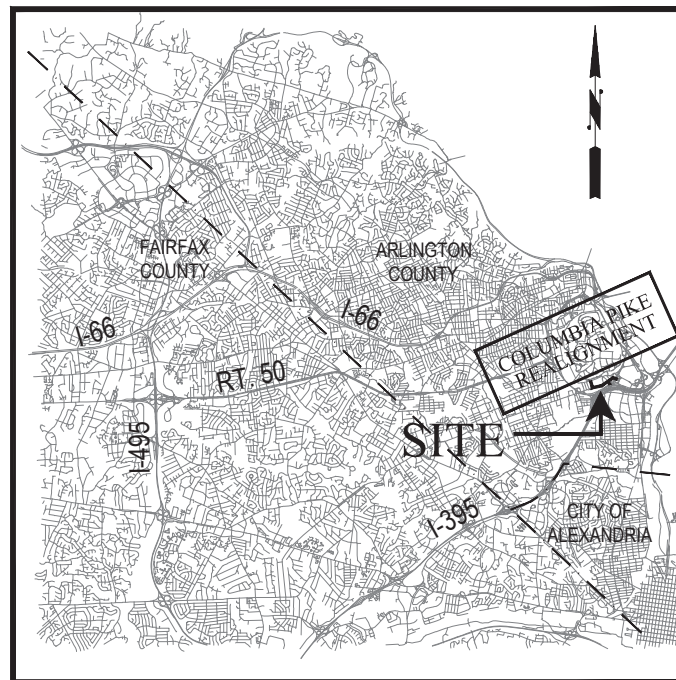 N
FAIRFAX
COUNTY
ARLINGTON
COUNTY
I-66
I-66
COLUMBIA PIKE
REALIGNMENT
RT. 50
I-495
SITE
I-395
CITY OF
ALEXANDRIA